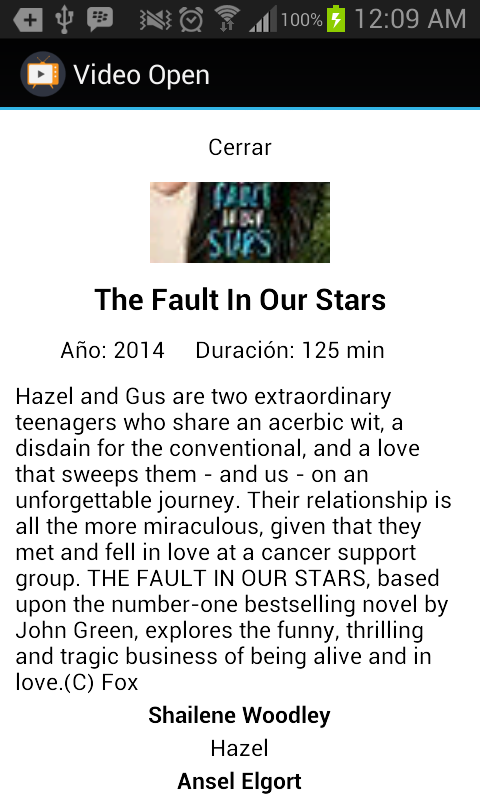 100% 12:09 AM
Video Open
Cerrar
FAULT
IN OUR
STARS
The Fault In Our Stars
Año: 2014 Duración: 125 min
Hazel and Gus are two extraordinary
teenagers who share an acerbic wit, a
disdain for the conventional, and a love
that sweeps them - and us - on an
unforgettable journey. Their relationship is
all the more miraculous, given that they
met and fell in love at a cancer support
group. THE FAULT IN OUR STARS, based
upon the number-one bestselling novel by
John Green, explores the funny, thrilling
and tragic business of being alive and in
love.(C) Fox
Shailene Woodley
Hazel
Ansel Elgort